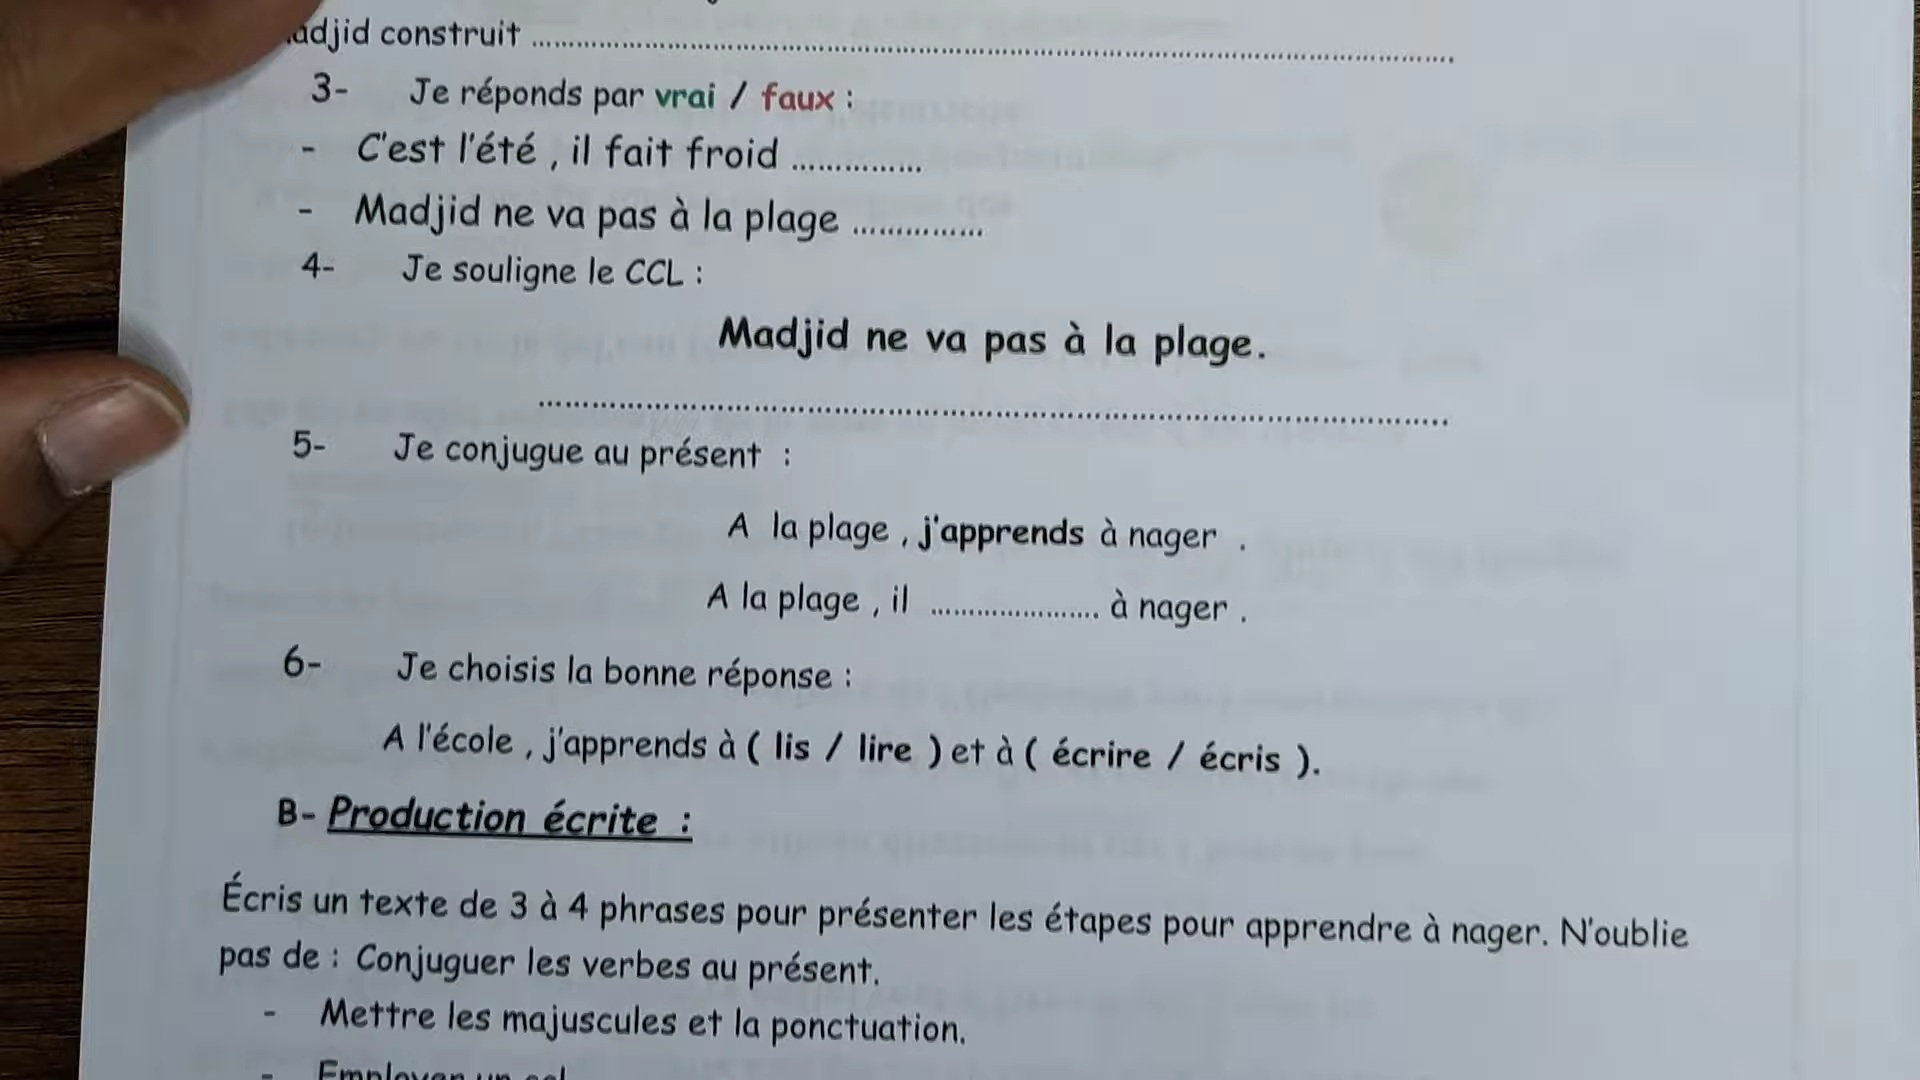 adjid construit ..........................................................................................
3- Je réponds par vrai / faux :
- C'est l'été , il fait froid ..............
- Madjid ne va pas à la plage ..............
4- Je souligne le CCL :
Madjid ne va pas à la plage.
..........................................................................................
5- Je conjugue au présent :
A la plage , j'apprends à nager .
A la plage , il ..................... à nager .
6- Je choisis la bonne réponse :
A l'école , j'apprends à ( lis / lire ) et à ( écrire / écris ).
B- Production écrite :
Écris un texte de 3 à 4 phrases pour présenter les étapes pour apprendre à nager. N'oublie
pas de : Conjuguer les verbes au présent.
- Mettre les majuscules et la ponctuation.
- Employer un